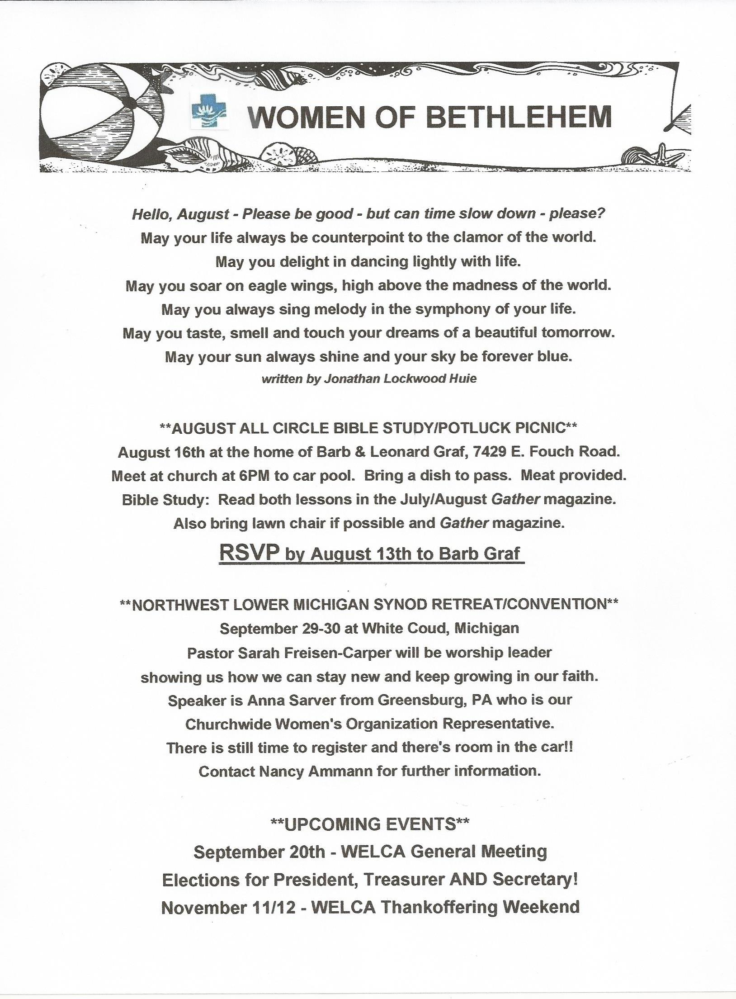 WOMEN OF BETHLEHEM
Hello, August - Please be good - but can time slow down - please?
May your life always be counterpoint to the clamor of the world.
May you delight in dancing lightly with life.
May you soar on eagle wings, high above the madness of the world.
May you always sing melody in the symphony of your life.
May you taste, smell and touch your dreams of a beautiful tomorrow.
May your sun always shine and your sky be forever blue.
written by Jonathan Lockwood Huie
**AUGUST ALL CIRCLE BIBLE STUDY/POTLUCK PICNIC**
August 16th at the home of Barb & Leonard Graf, 7429 E. Fouch Road.
Meet at church at 6PM to car pool.  Bring a dish to pass.  Meat provided.
Bible Study:  Read both lessons in the July/August Gather magazine.
Also bring lawn chair if possible and Gather magazine.
RSVP by August 13th to Barb Graf
**NORTHWEST LOWER MICHIGAN SYNOD RETREAT/CONVENTION**
September 29-30 at White Coud, Michigan
Pastor Sarah Freisen-Carper will be worship leader
showing us how we can stay new and keep growing in our faith.
Speaker is Anna Sarver from Greensburg, PA who is our
Churchwide Women's Organization Representative.
There is still time to register and there's room in the car!!
Contact Nancy Ammann for further information.
**UPCOMING EVENTS**
September 20th - WELCA General Meeting
Elections for President, Treasurer AND Secretary!
November 11/12 - WELCA Thankoffering Weekend